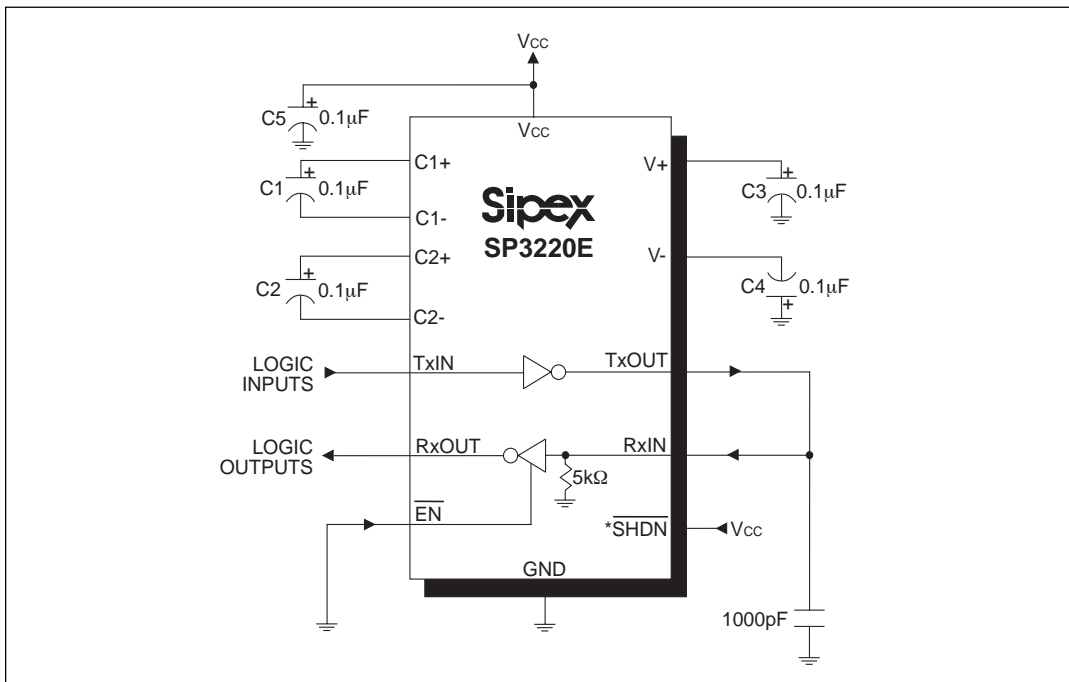 VCC
C5
+
0.1μF
VCC
C1+
V+
C1
+
0.1μF
C3
+
0.1μF
C1-
Sipex
SP3220E
C2+
V-
C2
+
0.1μF
C4
0.1μF
+
C2-
LOGIC
INPUTS
TxIN
TxOUT
LOGIC
OUTPUTS
RxOUT
RxIN
5kΩ
EN
*SHDN
VCC
GND
1000pF